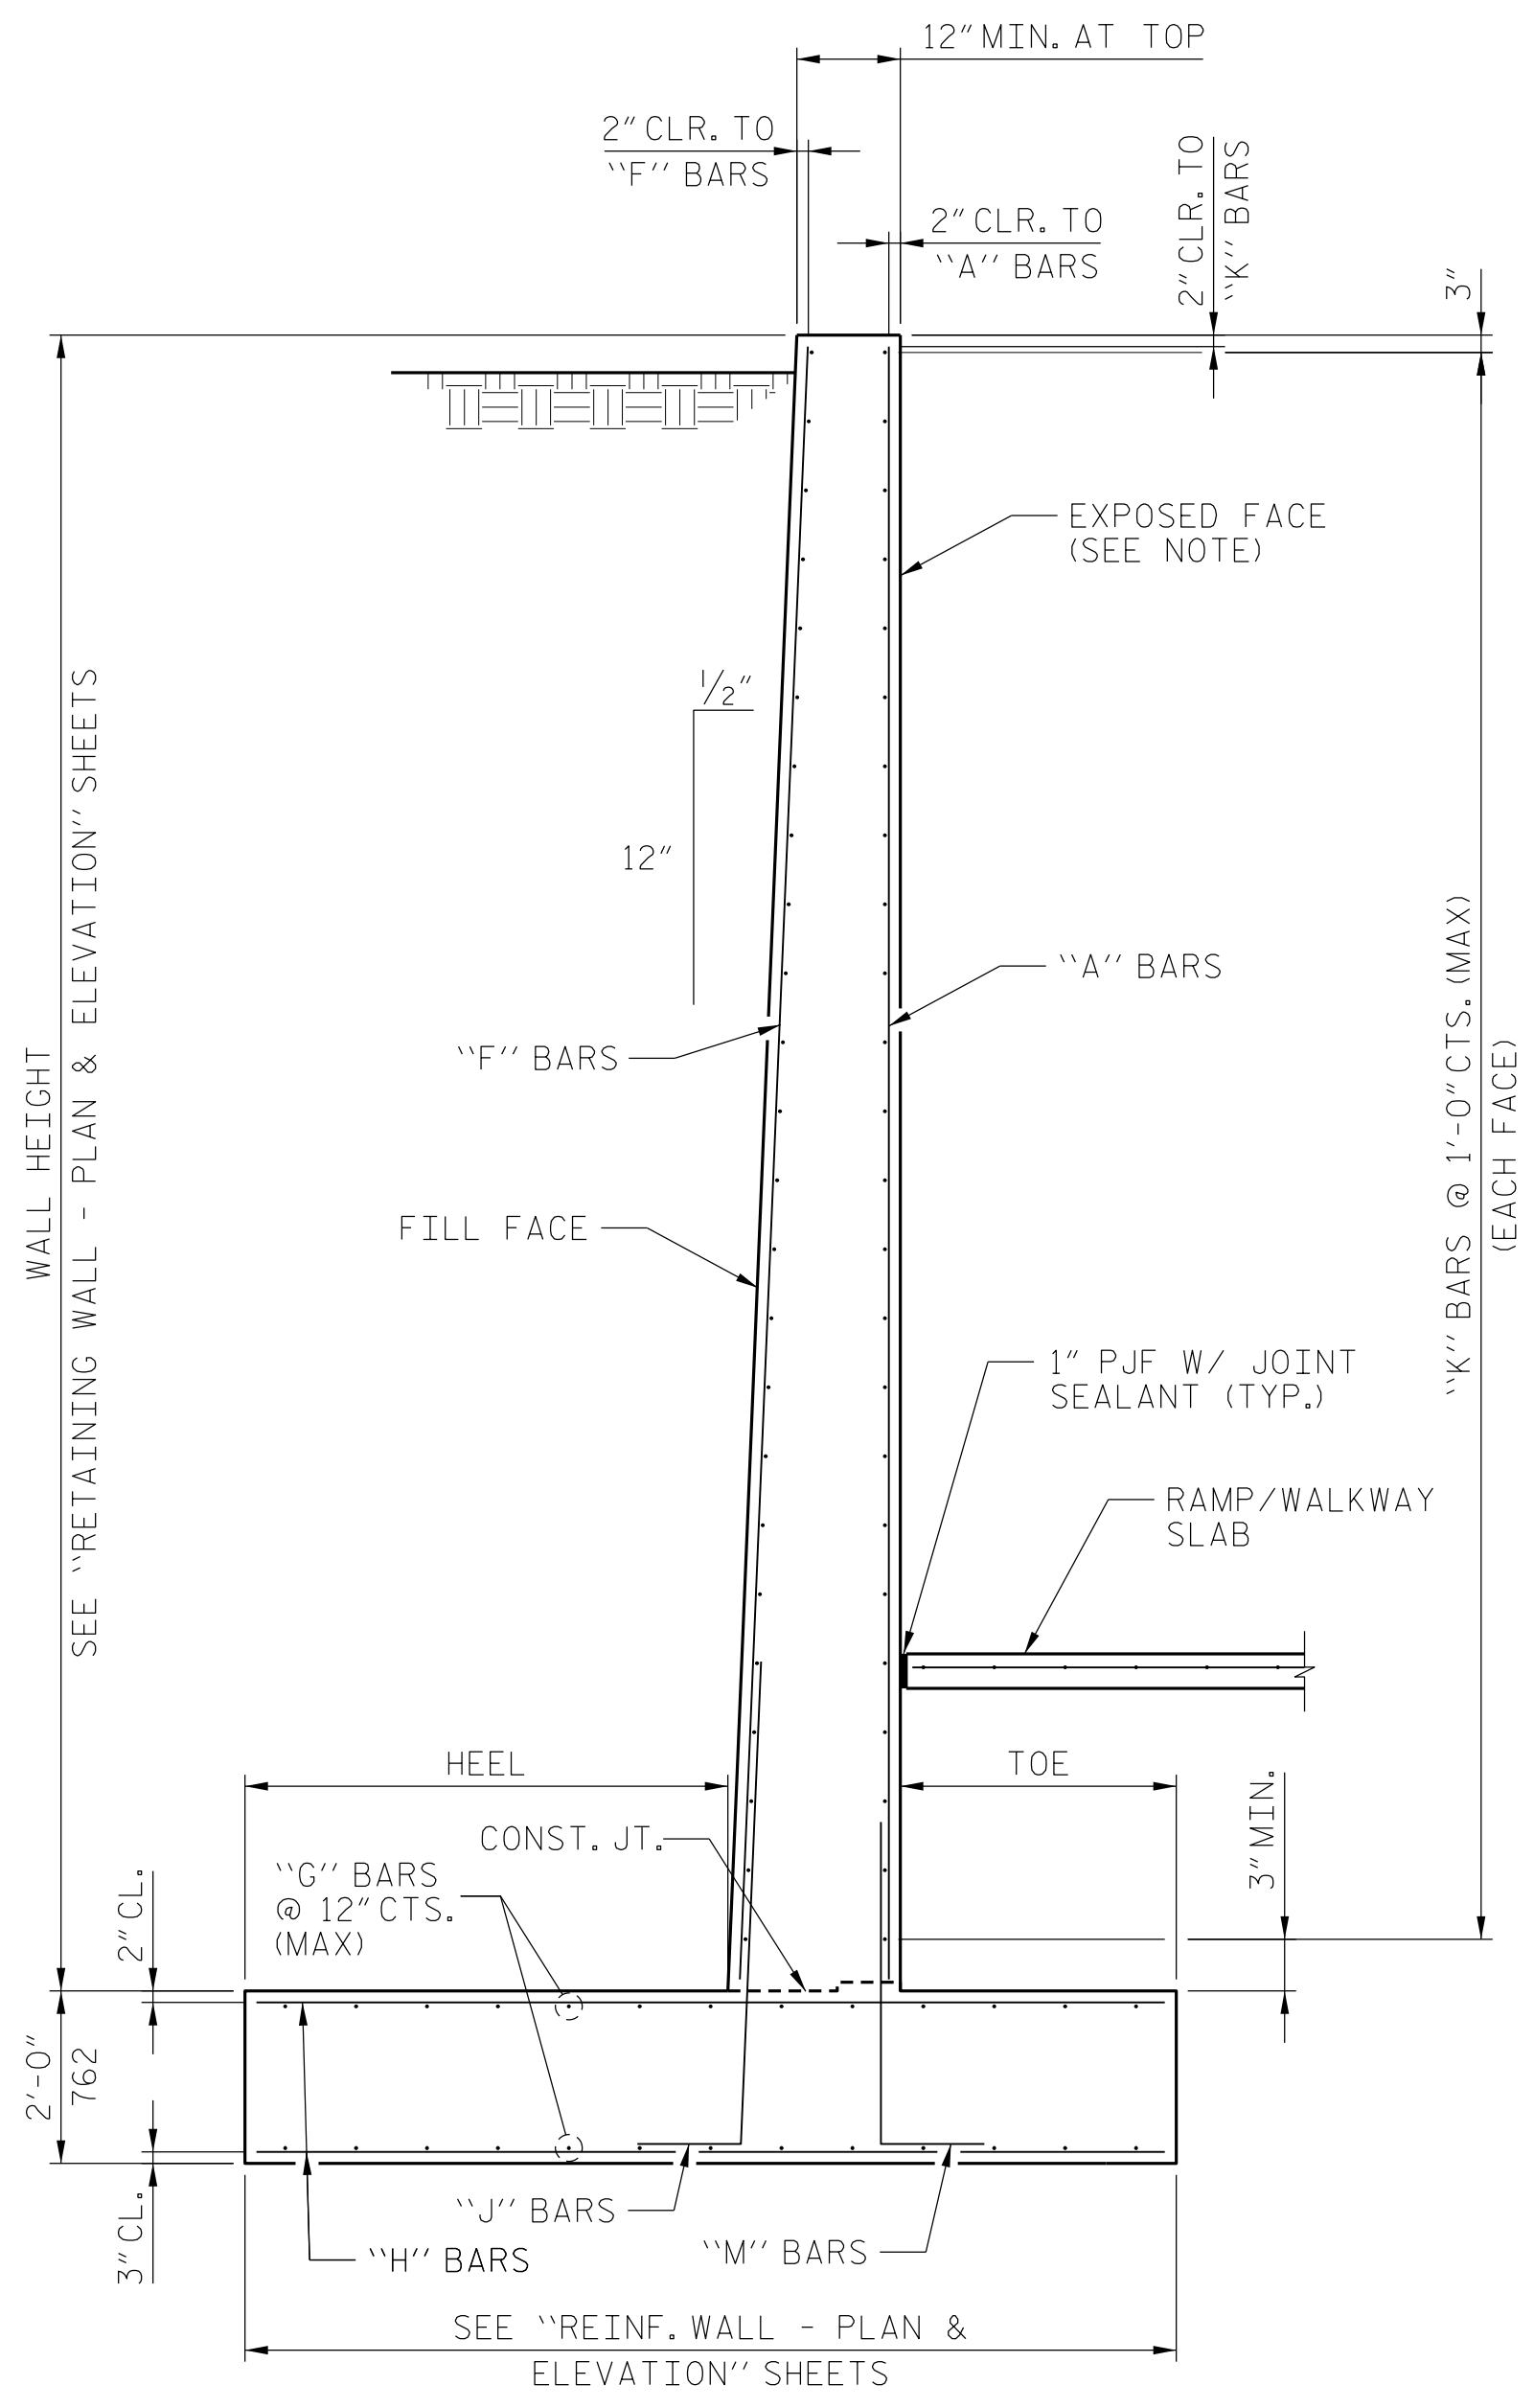 12" MIN. AT TOP
2" CLR. TO
"F" BARS
2" CLR. TO
"A" BARS
2" CLR. TO
"K" BARS
3"
EXPOSED FACE
(SEE NOTE)
1/2"
12"
"A" BARS
"F" BARS
WALL HEIGHT
SEE "RETAINING WALL - PLAN & ELEVATION" SHEETS
"K" BARS @ 1'-0" CTS. (MAX)
(EACH FACE)
FILL FACE
1" PJF W/ JOINT
SEALANT (TYP.)
RAMP/WALKWAY
SLAB
HEEL
TOE
3" MIN.
CONST. JT.
"G" BARS
@ 12" CTS.
(MAX)
2" CL.
2'-0"
762
3" CL.
"J" BARS
"M" BARS
"H" BARS
SEE "REINF. WALL - PLAN &
ELEVATION" SHEETS